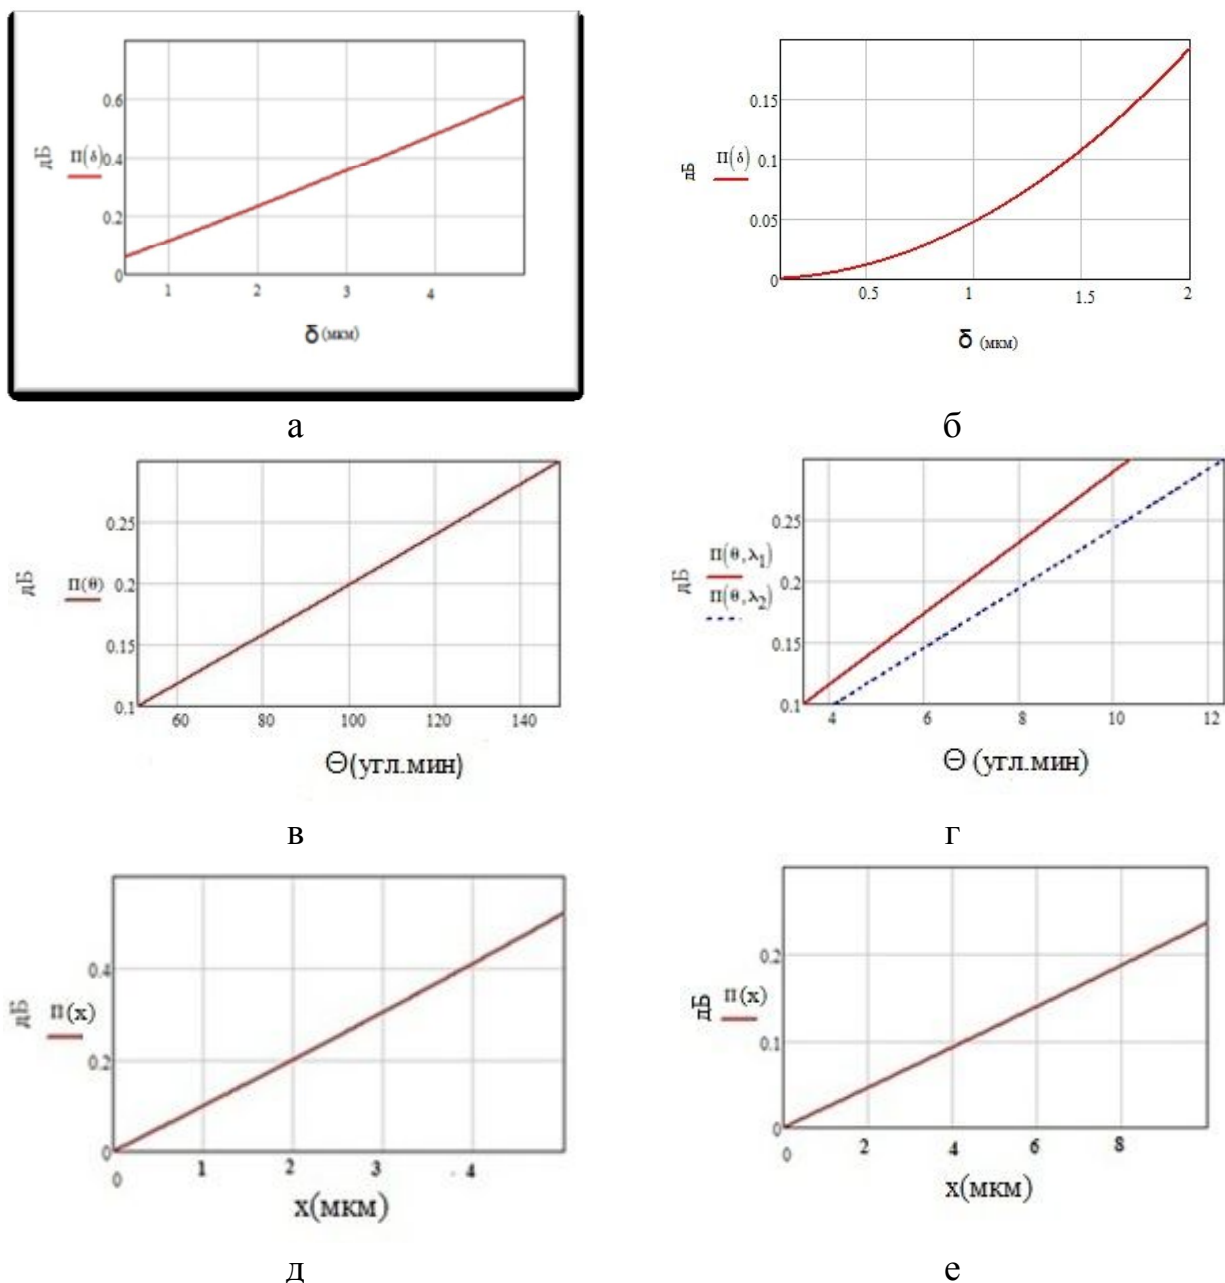 0.6
дБ П(δ) 0.4
0.2
0
1 2 3 4
δ (мкм)
а
0.15
дБ П(δ) 0.1
0.05
0
0.5 1 1.5 2
δ (мкм)
б
0.25
дБ П(θ) 0.2
0.15
0.1
60 80 100 120 140
Θ(угл.мин)
в
0.25
П(θ,λ1)
дБ 0.2
П(θ,λ2)
0.15
0.1
4 6 8 10 12
Θ (угл.мин)
г
0.4
дБ П(x)
0.2
0
0 1 2 3 4
x(мкм)
д
0.2
дБ П(x)
0.1
0
0 2 4 6 8
x(мкм)
е